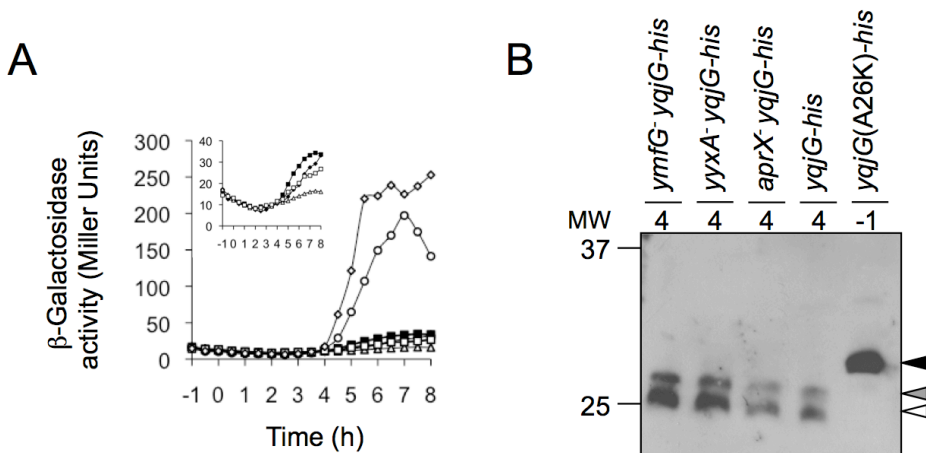 A
β-Galactosidase
activity (Miller Units)
300
250
200
150
100
50
0
40
30
20
10
0
-1 0 1 2 3 4 5 6 7 8
-1 0 1 2 3 4 5 6 7 8
Time (h)
B
ymfG- yqjG-his
yyxA- yqjG-his
aprX- yqjG-his
yqjG-his
yqjG(A26K)-his
MW 4 4 4 4 -1
37
25